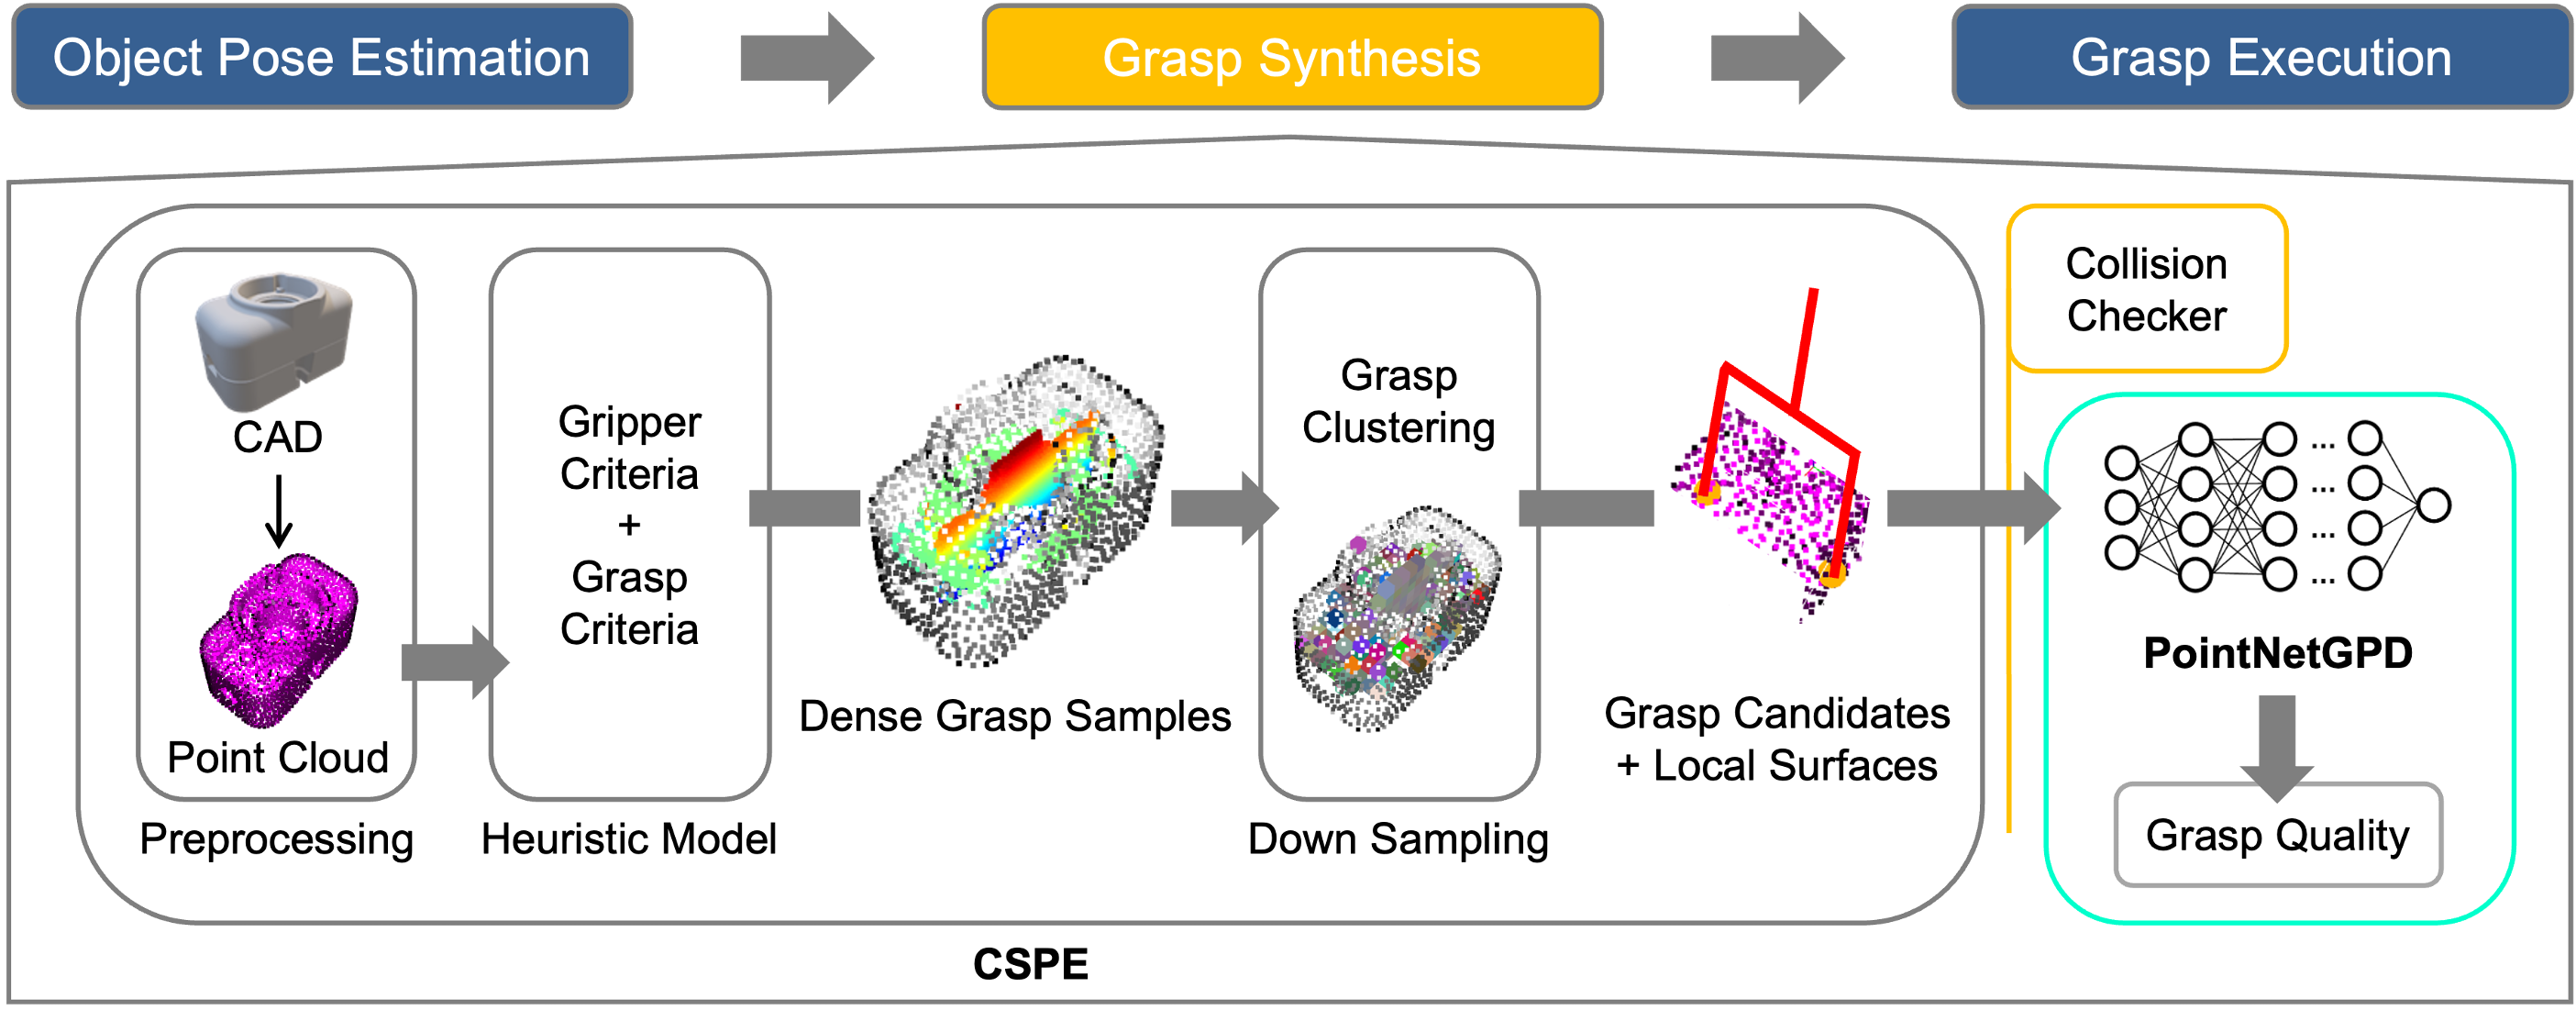 Object Pose Estimation
Grasp Synthesis
Grasp Execution
CAD
Point Cloud
Preprocessing
Gripper
Criteria
+
Grasp
Criteria
Heuristic Model
Dense Grasp Samples
Grasp
Clustering
Down Sampling
Grasp Candidates
+ Local Surfaces
CSPE
Collision
Checker
...
...
...
...
PointNetGPD
Grasp Quality